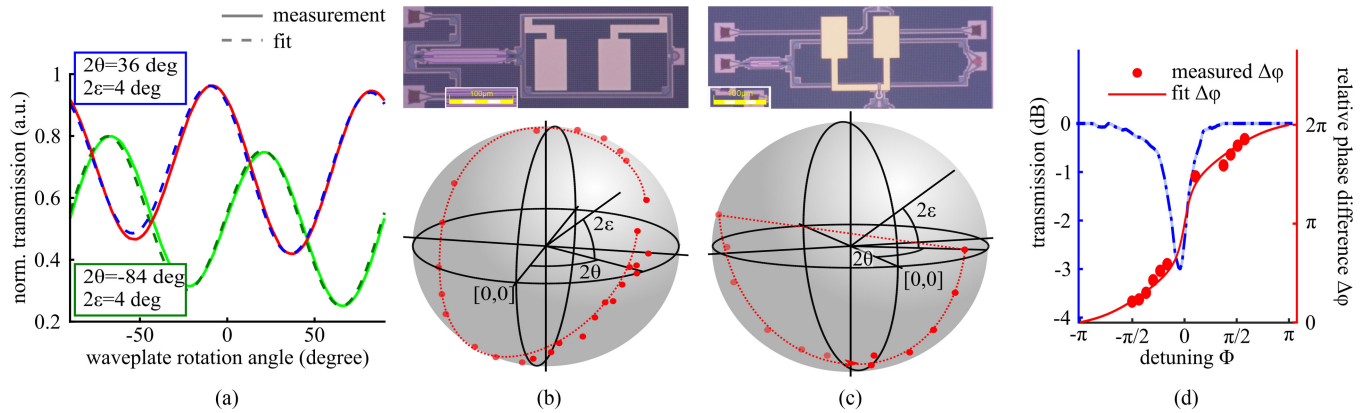 measurement
fit
2θ=36 deg
2ε=4 deg
2θ=-84 deg
2ε=4 deg
1
0.8
0.6
0.4
0.2
norm. transmission (a.u.)
-50
0
50
waveplate rotation angle (degree)
(a)
100μm
2ε
2θ
[0,0]
(b)
100μm
2ε
2θ
[0,0]
(c)
measured Δφ
fit Δφ
0
-1
-2
-3
-4
transmission (dB)
2π
π
0
relative phase difference Δφ
-π
-π/2
0
π/2
π
detuning Φ
(d)